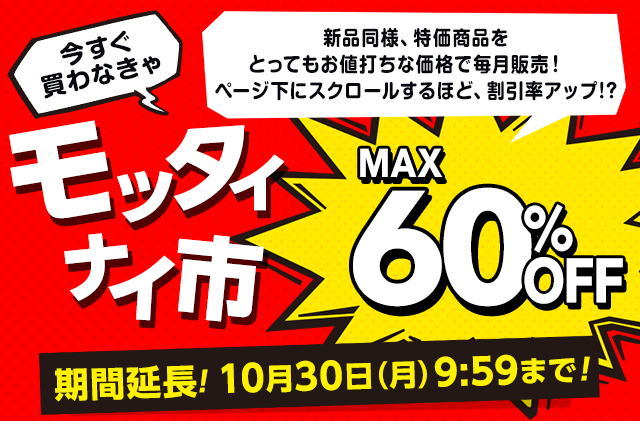 今すぐ
買わなきゃ
新品同様、特価商品を
とってもお値打ちな価格で毎月販売！
ページ下にスクロールするほど、割引率アップ!?
モッタイ
ナイ市
MAX
60%OFF
期間延長！10月30日（月）9:59まで！